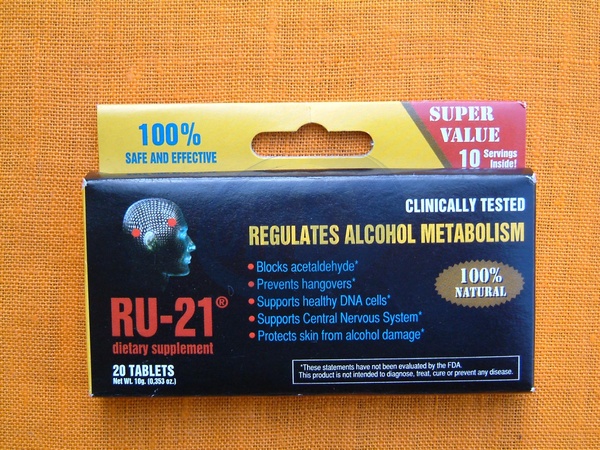 100%
SAFE AND EFFECTIVE
SUPER
VALUE
10 Servings
Inside!
CLINICALLY TESTED
REGULATES ALCOHOL METABOLISM
• Blocks acetaldehyde*
• Prevents hangovers*
• Supports healthy DNA cells*
• Supports Central Nervous System*
• Protects skin from alcohol damage*
100%
NATURAL
RU-21®
dietary supplement
20 TABLETS
Net Wt. 10g. (0,353 oz.)
*These statements have not been evaluated by the FDA.
This product is not intended to diagnose, treat, cure or prevent any disease.